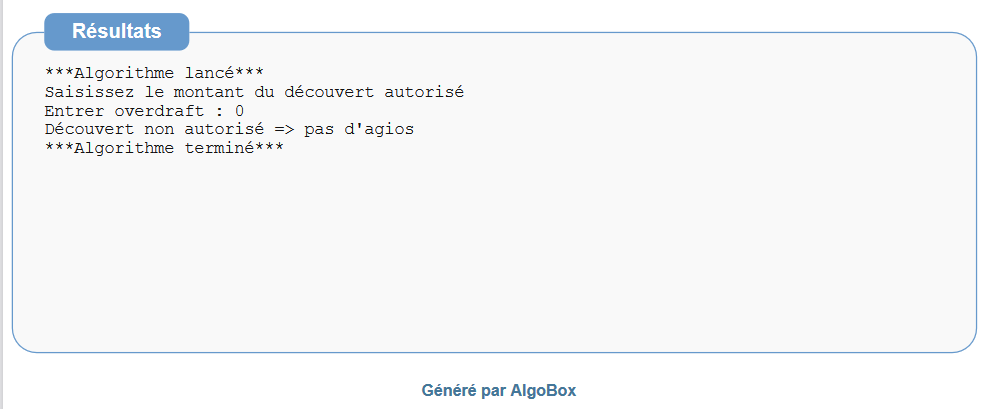 Résultats
***Algorithme lancé***
Saisissez le montant du découvert autorisé
Entrer overdraft : 0
Découvert non autorisé => pas d'agios
***Algorithme terminé***
Généré par AlgoBox